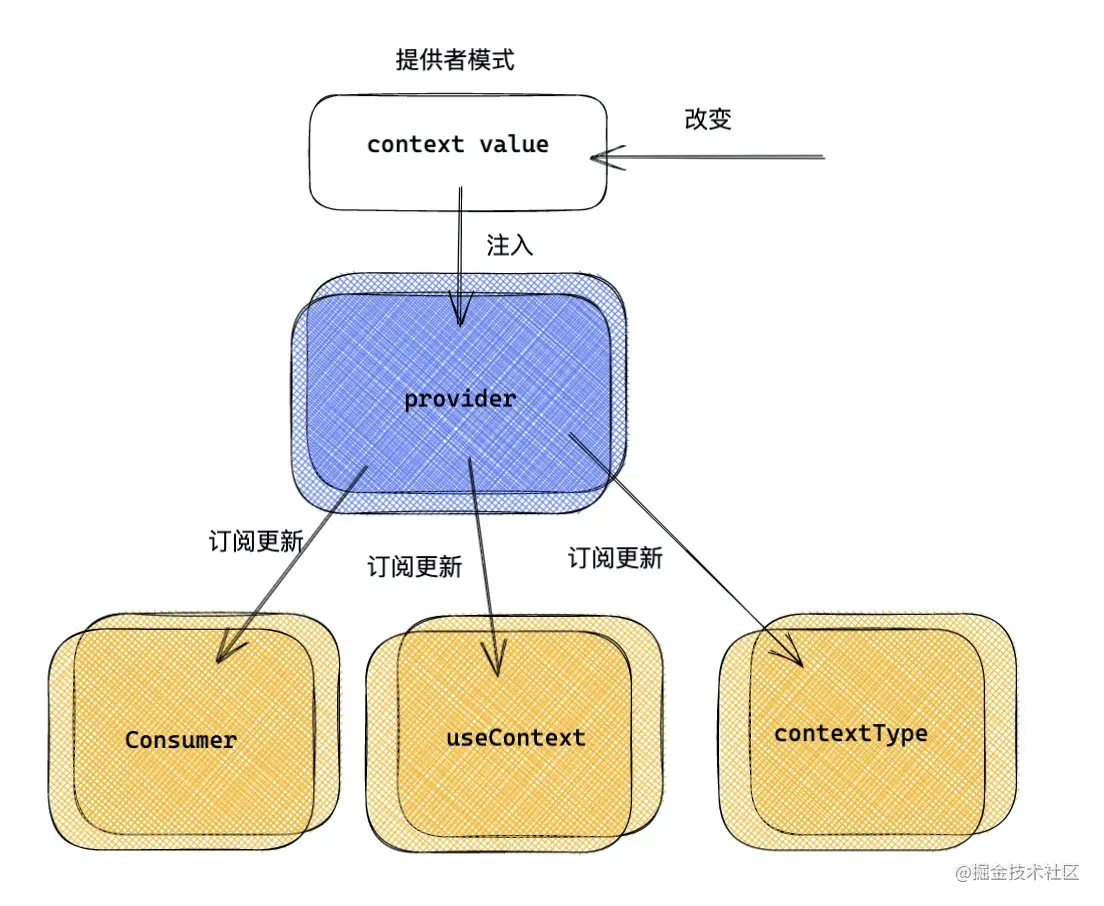 提供者模式
改变
context value
注入
provider
订阅更新
订阅更新
订阅更新
Consumer
useContext
contextType
@掘金技术社区